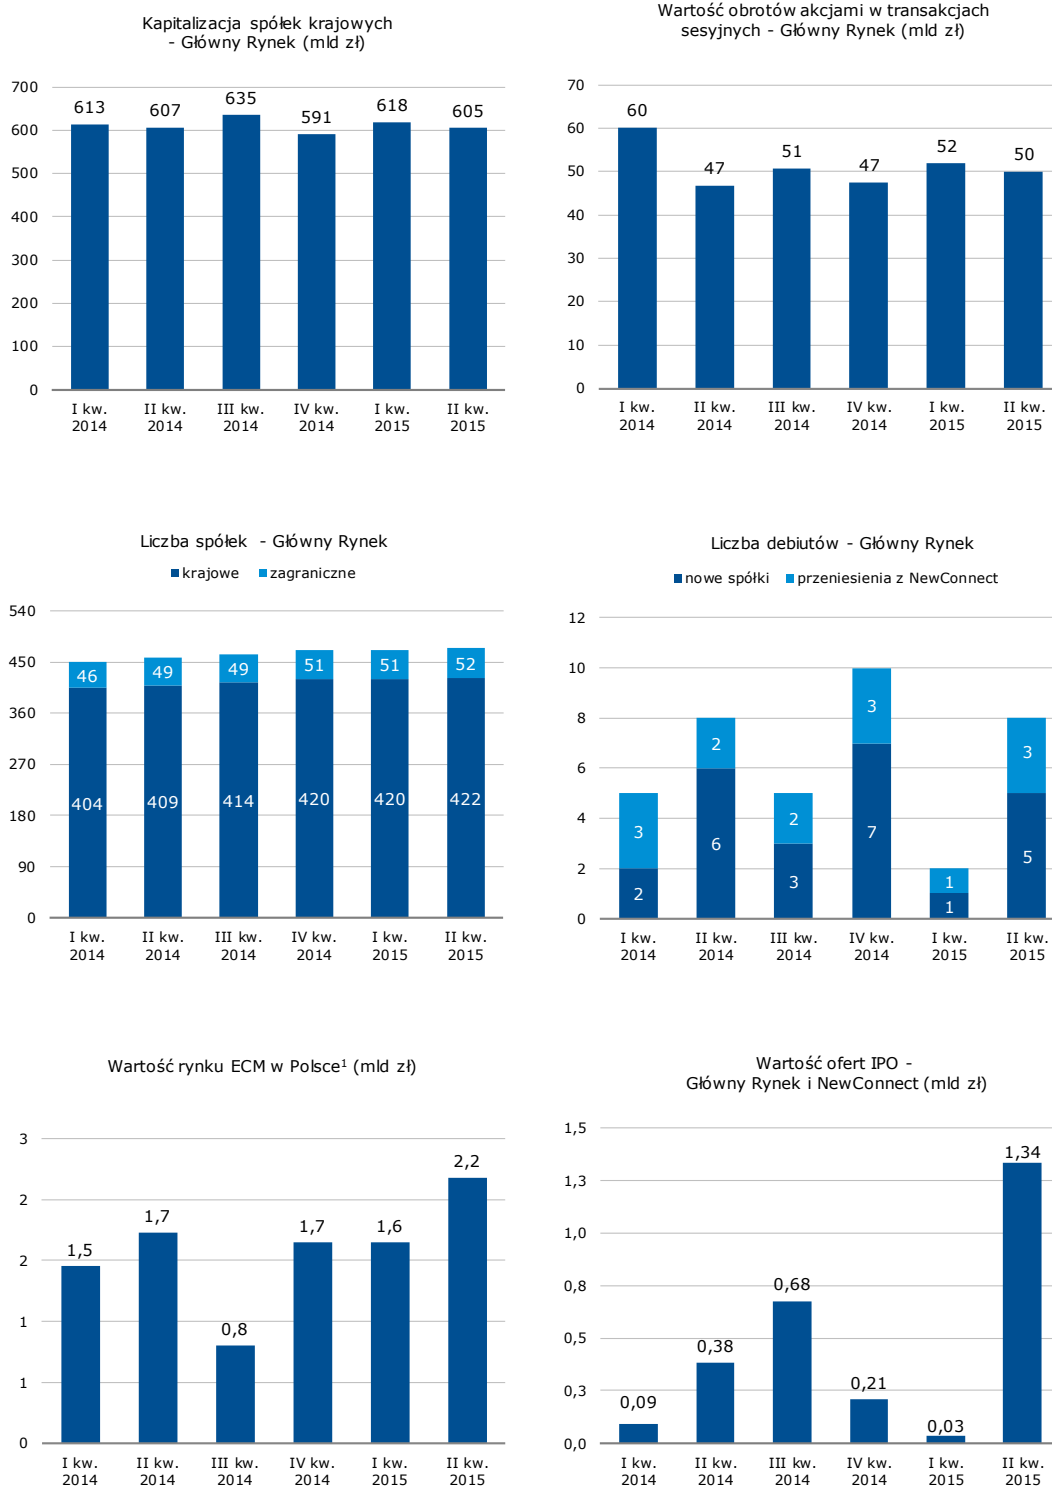 Kapitalizacja spółek krajowych
- Główny Rynek (mld zł)
700
600
500
400
300
200
100
0
613
607
635
591
618
605
I kw. II kw. III kw. IV kw. I kw. II kw.
2014 2014 2014 2014 2015 2015
Wartość obrotów akcjami w transakcjach
sesyjnych - Główny Rynek (mld zł)
70
60
50
40
30
20
10
0
60
47
51
47
52
50
I kw. II kw. III kw. IV kw. I kw. II kw.
2014 2014 2014 2014 2015 2015
Liczba spółek - Główny Rynek
krajowe zagraniczne
540
450
360
270
180
90
0
46 49 49 51 51 52
404 409 414 420 420 422
I kw. II kw. III kw. IV kw. I kw. II kw.
2014 2014 2014 2014 2015 2015
Liczba debiutów - Główny Rynek
nowe spółki przeniesienia z NewConnect
12
10
8
6
4
2
0
3 2 2 3 1 3
2 6 3 7 1 5
I kw. II kw. III kw. IV kw. I kw. II kw.
2014 2014 2014 2014 2015 2015
Wartość rynku ECM w Polsce¹ (mld zł)
3
2
2
1
1
0
1,5
1,7
0,8
1,7
1,6
2,2
I kw. II kw. III kw. IV kw. I kw. II kw.
2014 2014 2014 2014 2015 2015
Wartość ofert IPO -
Główny Rynek i NewConnect (mld zł)
1,5
1,3
1,0
0,8
0,5
0,3
0,0
0,09
0,38
0,68
0,21
0,03
1,34
I kw. II kw. III kw. IV kw. I kw. II kw.
2014 2014 2014 2014 2015 2015